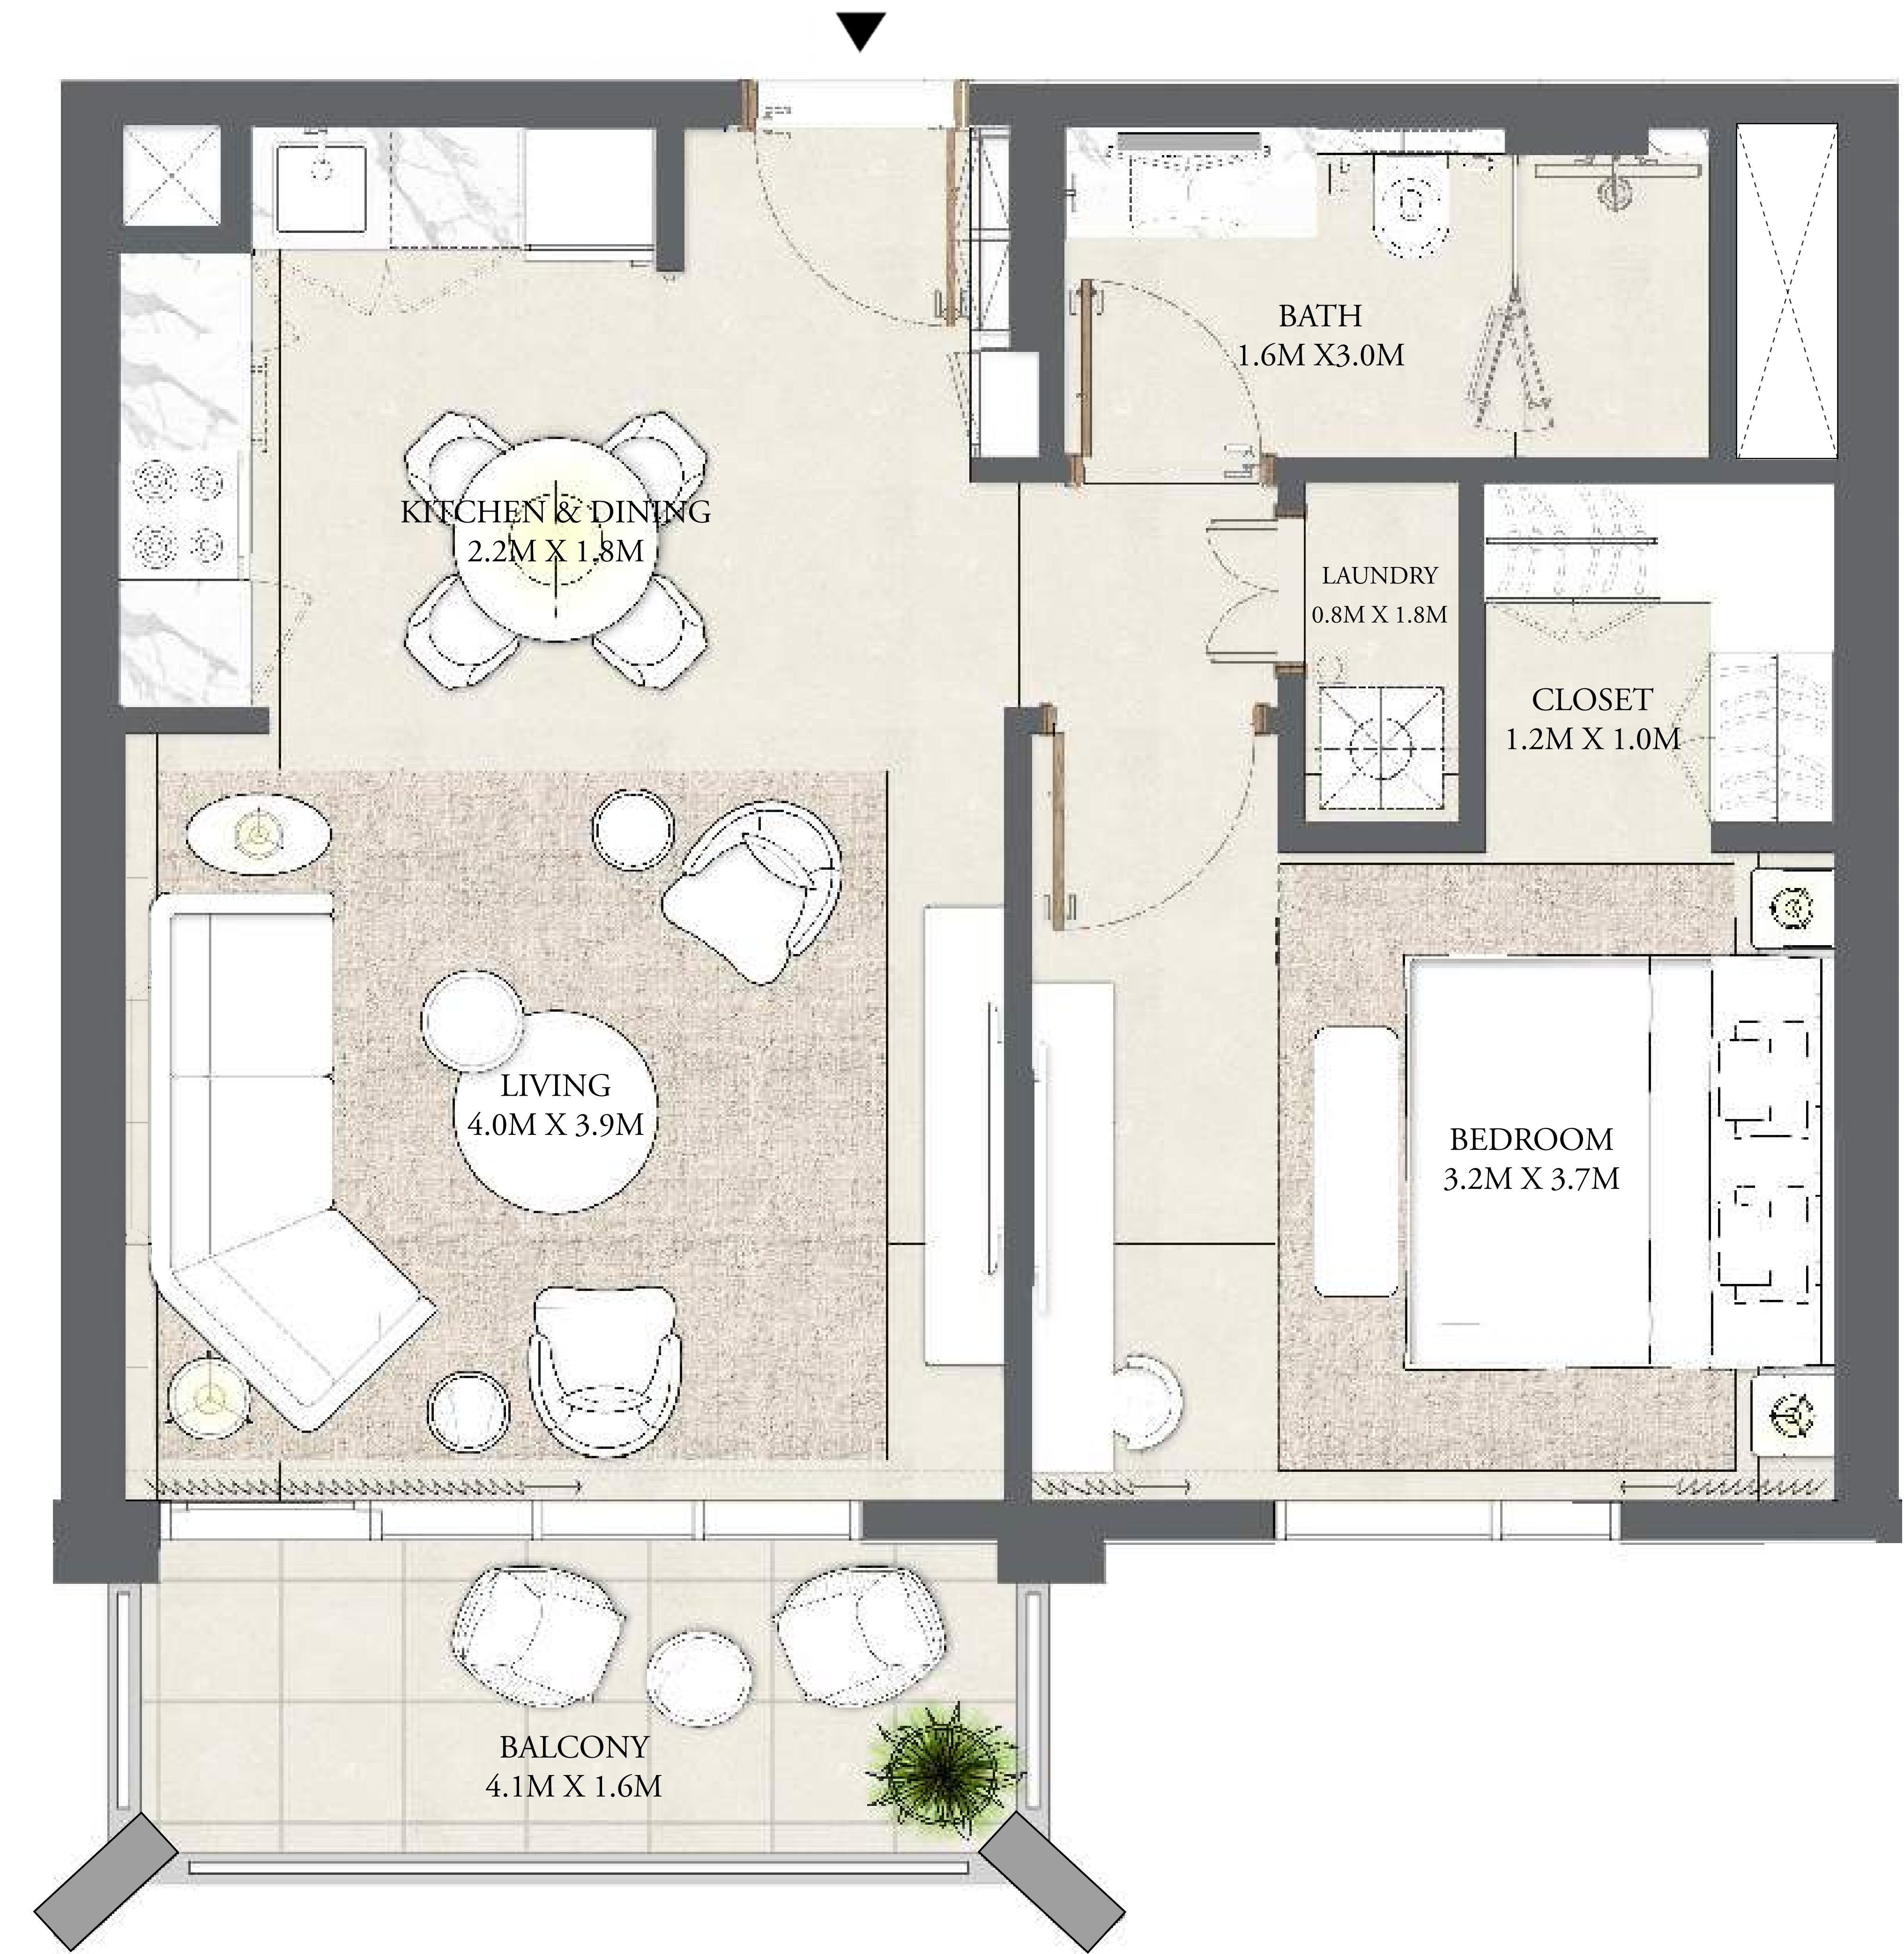 BATH
1.6M X3.0M
KITCHEN & DINING
2.2M X 1.8M
LAUNDRY
0.8M X 1.8M
CLOSET
1.2M X 1.0M
LIVING
4.0M X 3.9M
BEDROOM
3.2M X 3.7M
BALCONY
4.1M X 1.6M